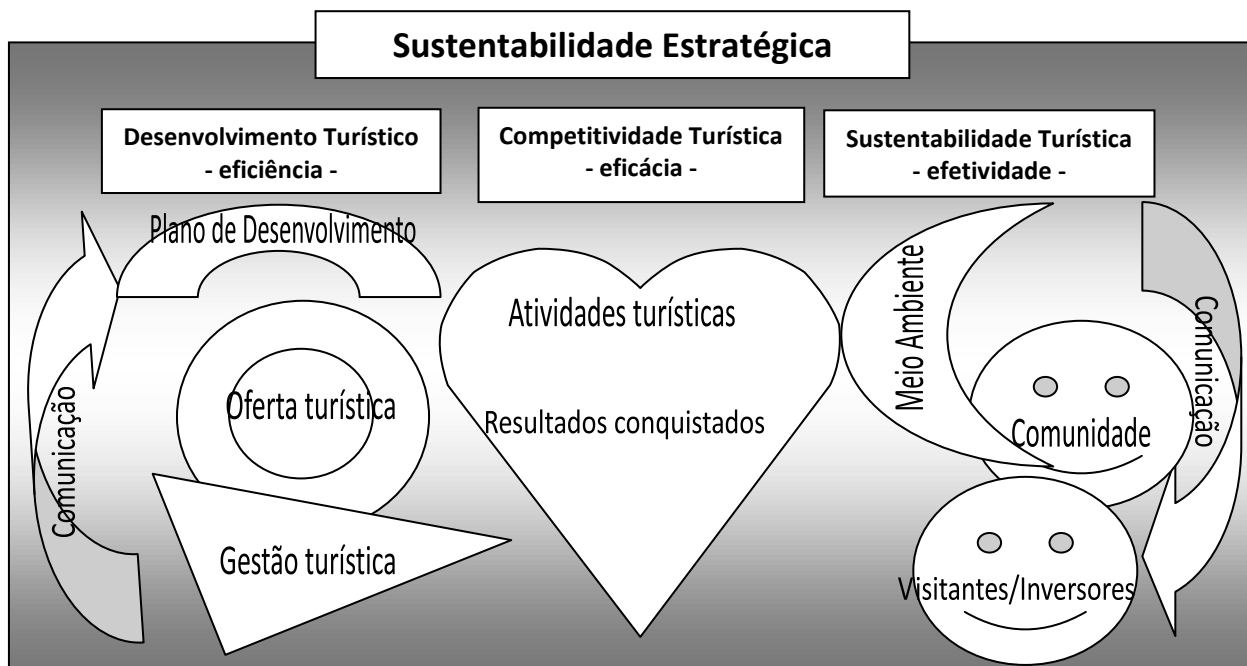 Sustentabilidade Estratégica
Desenvolvimento Turístico
- eficiência -
Competitividade Turística
- eficácia -
Sustentabilidade Turística
- efetividade -
Plano de Desenvolvimento
Oferta turística
Gestão turística
Comunicação
Atividades turísticas
Resultados conquistados
Meio Ambiente
Comunidade
Visitantes/Inversores
Comunicação